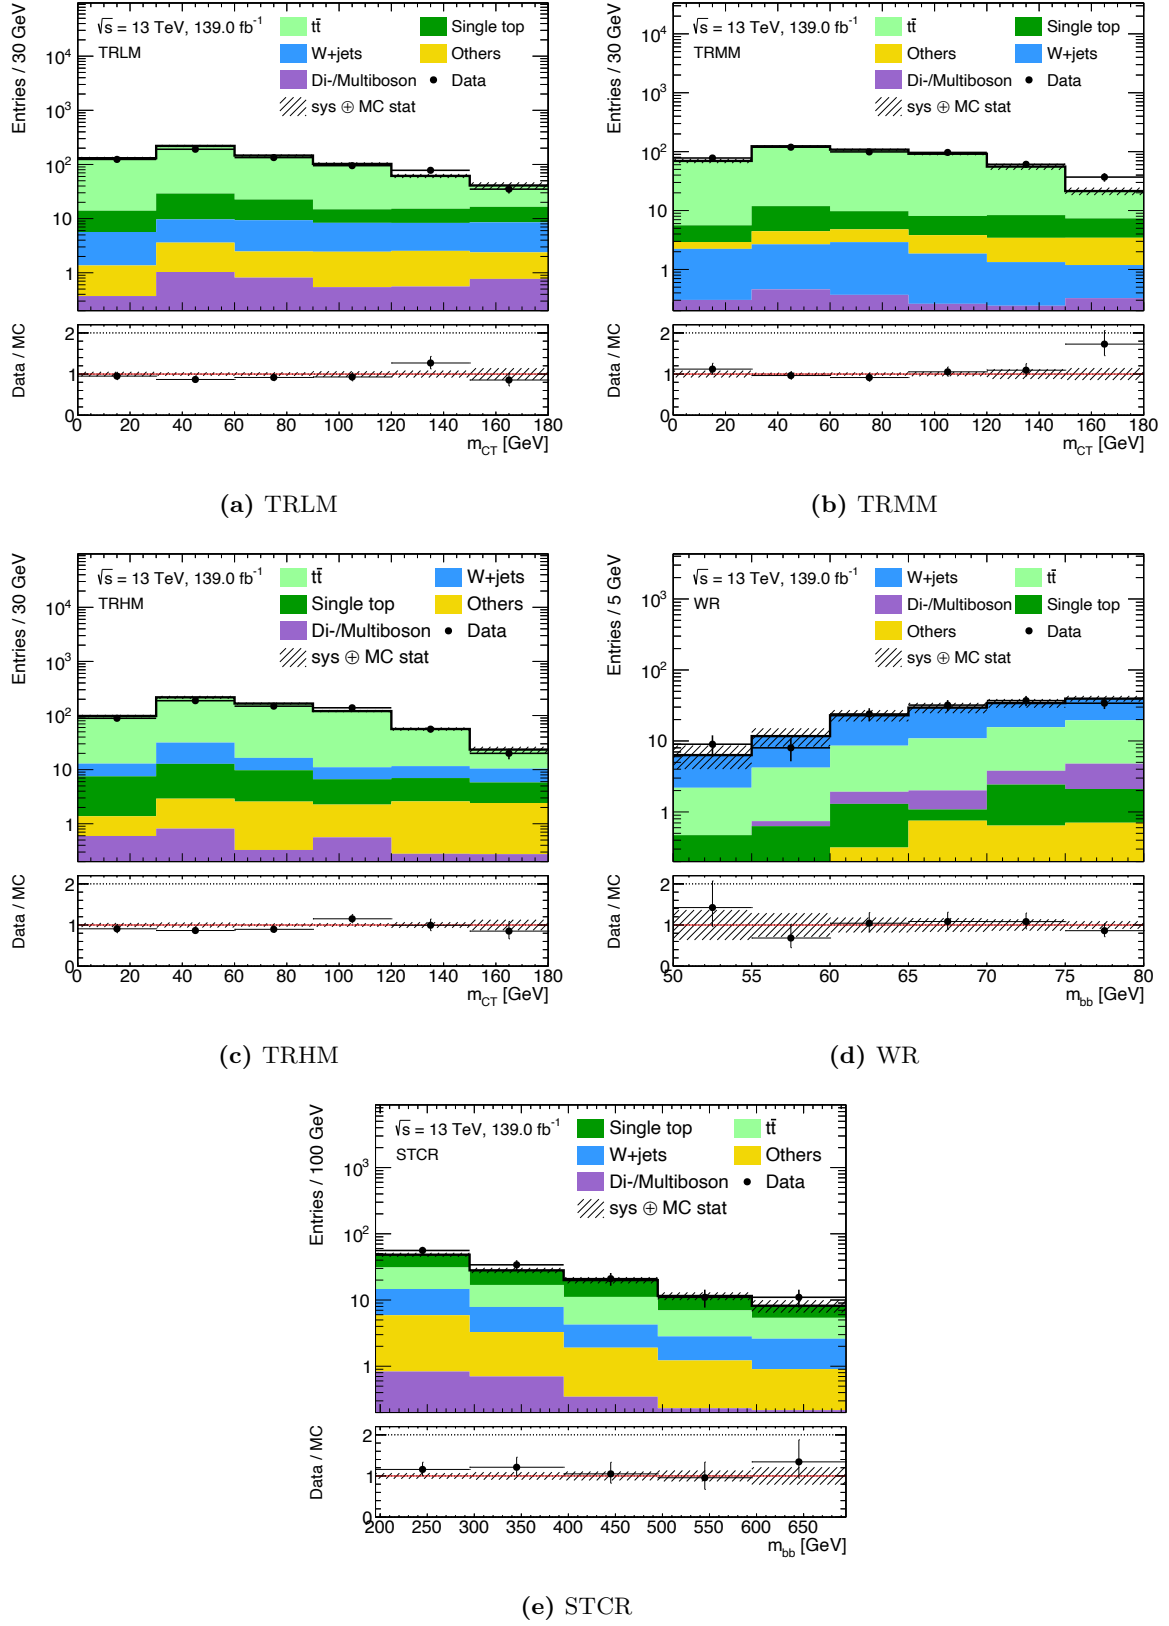 √s = 13 TeV, 139.0 fb⁻¹
TRLM
tt̄
Single top
W+jets
Others
Di-/Multiboson
Data
sys ⊕ MC stat
Entries / 30 GeV
10⁴
10³
10²
10
1
Data / MC
2
1
0
0 20 40 60 80 100 120 140 160 180
m_CT [GeV]
(a) TRLM
√s = 13 TeV, 139.0 fb⁻¹
TRMM
tt̄
Single top
Others
W+jets
Di-/Multiboson
Data
sys ⊕ MC stat
Entries / 30 GeV
10⁴
10³
10²
10
1
Data / MC
2
1
0
0 20 40 60 80 100 120 140 160 180
m_CT [GeV]
(b) TRMM
√s = 13 TeV, 139.0 fb⁻¹
TRHM
tt̄
W+jets
Single top
Others
Di-/Multiboson
Data
sys ⊕ MC stat
Entries / 30 GeV
10⁴
10³
10²
10
1
Data / MC
2
1
0
0 20 40 60 80 100 120 140 160 180
m_CT [GeV]
(c) TRHM
√s = 13 TeV, 139.0 fb⁻¹
WR
W+jets
tt̄
Di-/Multiboson
Single top
Others
Data
sys ⊕ MC stat
Entries / 5 GeV
10³
10²
10
1
Data / MC
2
1
0
50 55 60 65 70 75 80
m_bb [GeV]
(d) WR
√s = 13 TeV, 139.0 fb⁻¹
STCR
Single top
tt̄
W+jets
Others
Di-/Multiboson
Data
sys ⊕ MC stat
Entries / 100 GeV
10³
10²
10
1
Data / MC
2
1
0
200 250 300 350 400 450 500 550 600 650
m_bb [GeV]
(e) STCR